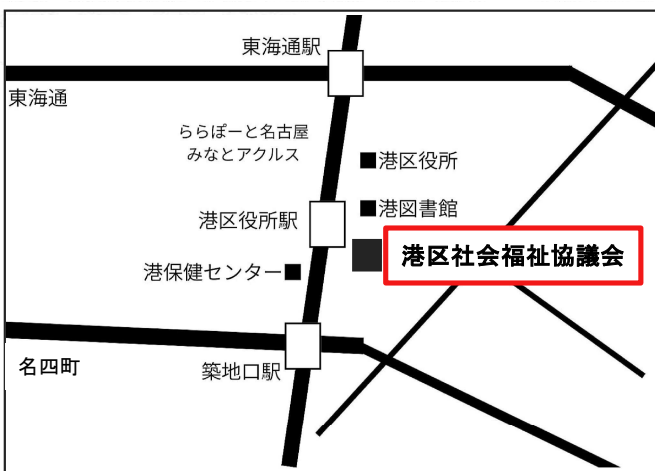 東海通駅
東海通
ららぽーと名古屋
みなとアクルス
港区役所
港図書館
港区役所駅
港区社会福祉協議会
港保健センター
名四町
築地口駅